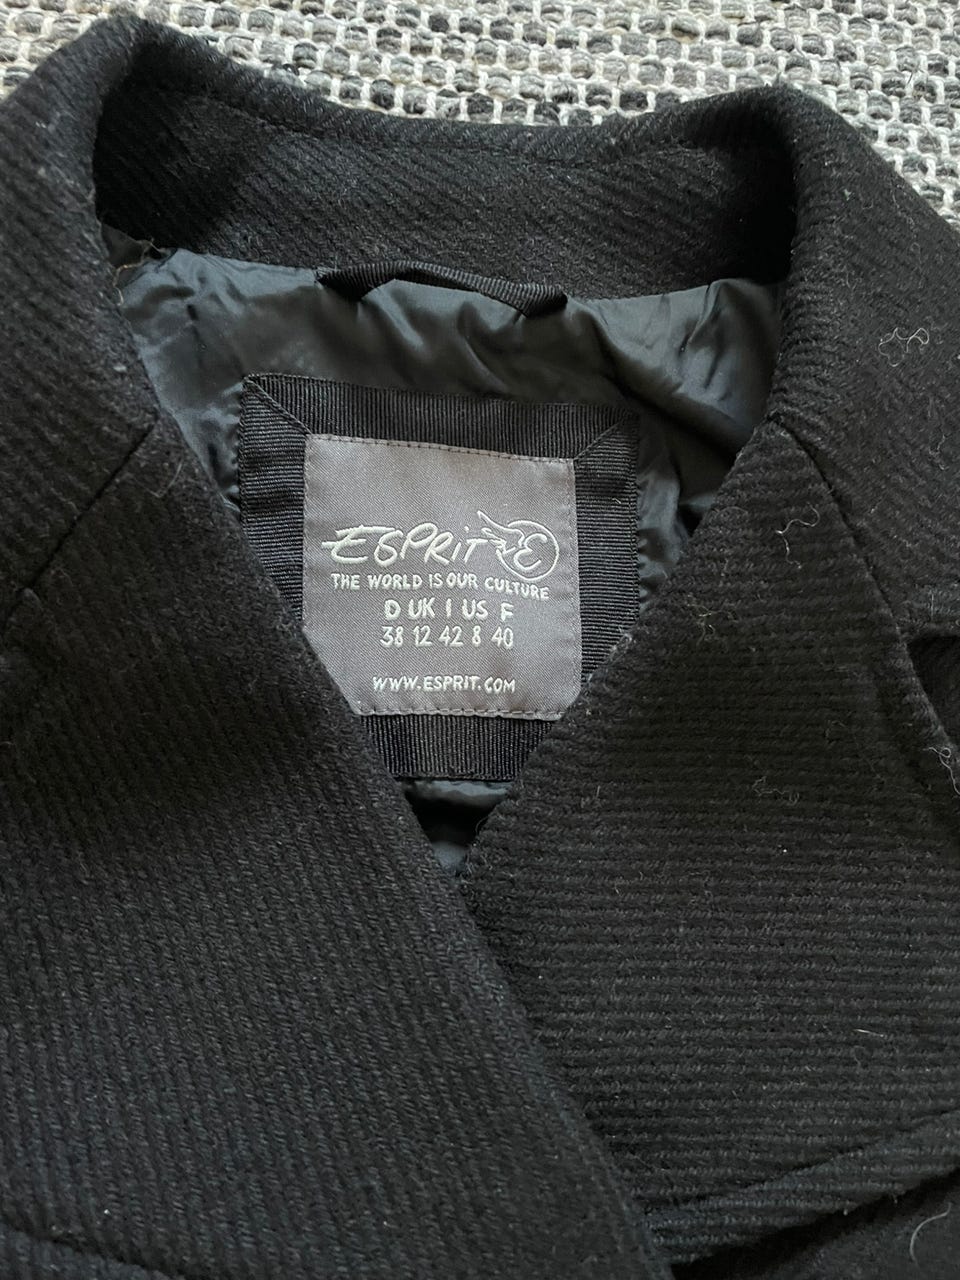 ESPRIT E
THE WORLD IS OUR CULTURE
D UK I US F
38 12 42 8 40
WWW.ESPRIT.COM